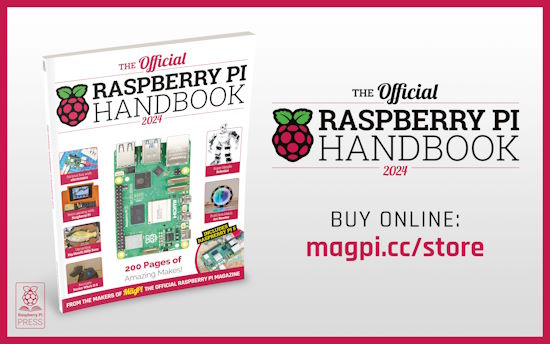 THE Official
RASPBERRY PI
HANDBOOK
2024
200 Pages of
Amazing Makes!
INCLUDES
RASPBERRY PI 5
FROM THE MAKERS OF MagPi THE OFFICIAL RASPBERRY PI MAGAZINE
THE Official
RASPBERRY PI
HANDBOOK
2024
BUY ONLINE:
magpi.cc/store
Raspberry Pi
PRESS